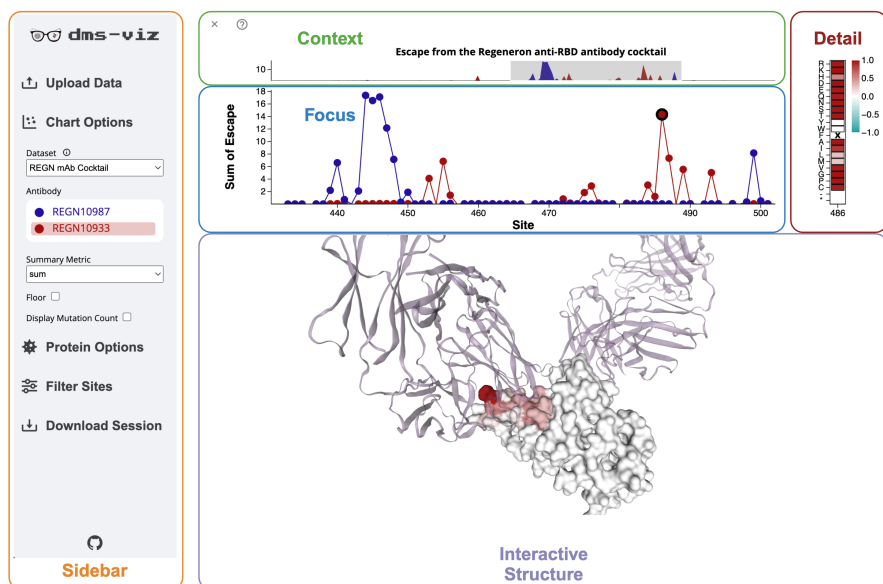 dms-viz
Upload Data
Chart Options
Dataset
REGN mAb Cocktail
Antibody
REGN10987
REGN10933
Summary Metric
sum
Floor
Display Mutation Count
Protein Options
Filter Sites
Download Session
Sidebar
Context
Escape from the Regeneron anti-RBD antibody cocktail
10
Focus
Sum of Escape
18
16
14
12
10
8
6
4
2
440
450
460
470
480
490
500
Site
Detail
R
K
H
D
E
Q
N
S
T
Y
W
F
A
I
L
M
V
G
P
C
-
*
X
486
1.0
0.5
0.0
−0.5
−1.0
Interactive
Structure